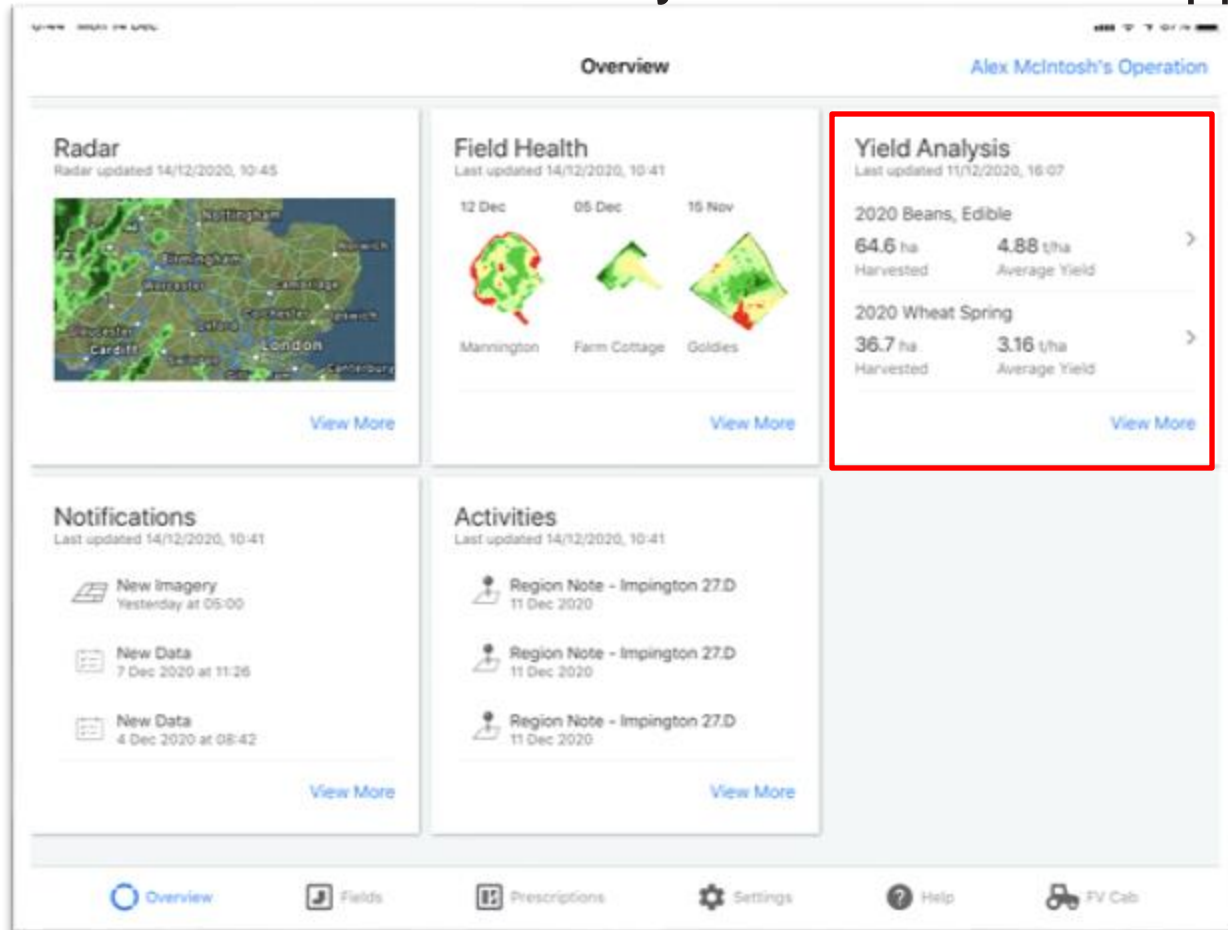 Mon 14 Dec
Overview
Alex McIntosh's Operation
Radar
Radar updated 14/12/2020, 10:45
Nottingham
Norwich
Birmingham
Worcester
Cambridge
Gloucester
Oxford
Colchester
Ipswich
Cardiff
Swindon
London
Canterbury
View More
Field Health
Last updated 14/12/2020, 10:41
12 Dec
05 Dec
15 Nov
Mannington
Farm Cottage
Goldies
View More
Yield Analysis
Last updated 11/12/2020, 16:07
2020 Beans, Edible
64.6 ha
4.88 t/ha
Harvested
Average Yield
2020 Wheat Spring
36.7 ha
3.16 t/ha
Harvested
Average Yield
View More
Notifications
Last updated 14/12/2020, 10:41
New Imagery
Yesterday at 05:00
New Data
7 Dec 2020 at 11:26
New Data
4 Dec 2020 at 08:42
View More
Activities
Last updated 14/12/2020, 10:41
Region Note - Impington 27.D
11 Dec 2020
Region Note - Impington 27.D
11 Dec 2020
Region Note - Impington 27.D
11 Dec 2020
View More
Overview
Fields
Prescriptions
Settings
Help
FV Cab